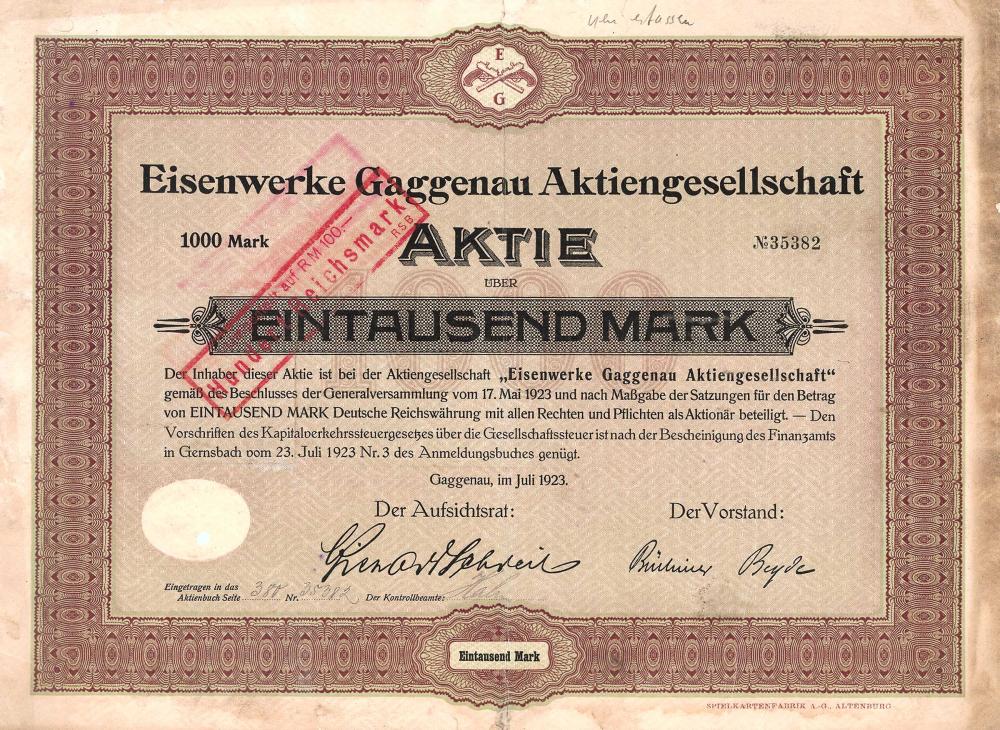 E
G
Eisenwerke Gaggenau Aktiengesellschaft
1000 Mark
AKTIE
№35382
ÜBER
1000
EINTAUSEND MARK
auf R.M. 100.—
Reichsmark
RSB
Der Inhaber dieser Aktie ist bei der Aktiengesellschaft „Eisenwerke Gaggenau Aktiengesellschaft“
gemäß des Beschlusses der Generalversammlung vom 17. Mai 1923 und nach Maßgabe der Satzungen für den Betrag
von EINTAUSEND MARK Deutsche Reichswährung mit allen Rechten und Pflichten als Aktionär beteiligt. — Den
Vorschriften des Kapitalverkehrssteuergesetzes über die Gesellschaftssteuer ist nach der Bescheinigung des Finanzamts
in Gernsbach vom 23. Juli 1923 Nr. 3 des Anmeldungsbuches genügt.
Gaggenau, im Juli 1923.
Der Aufsichtsrat:
Der Vorstand:
Eingetragen in das
Aktienbuch Seite 380 Nr. 35382 Der Kontrollbeamte:
Eintausend Mark
SPIELKARTENFABRIK A.-G., ALTENBURG